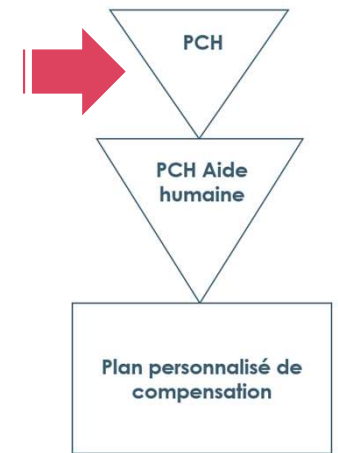 PCH
PCH Aide
humaine
Plan personnalisé de
compensation